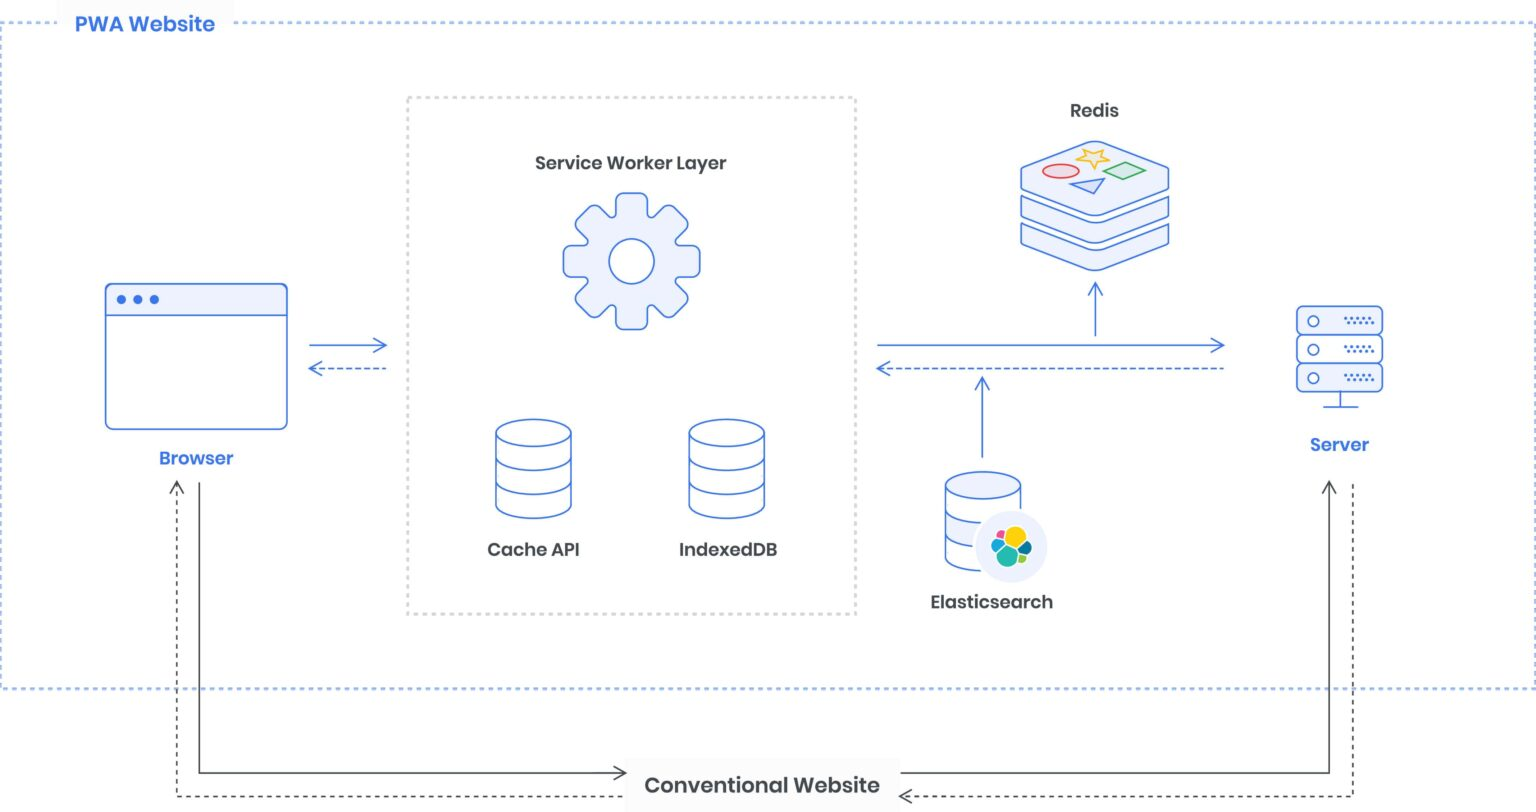 PWA Website
Redis
Service Worker Layer
Browser
Server
Cache API
IndexedDB
Elasticsearch
Conventional Website